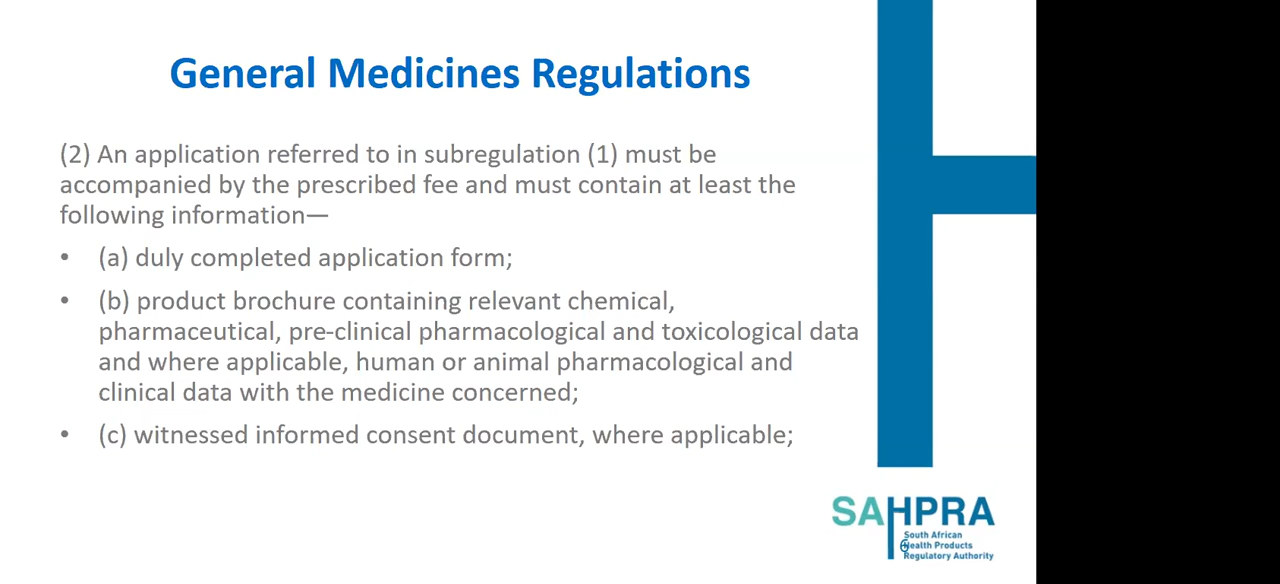 General Medicines Regulations
(2) An application referred to in subregulation (1) must be
accompanied by the prescribed fee and must contain at least the
following information—
• (a) duly completed application form;
• (b) product brochure containing relevant chemical,
pharmaceutical, pre-clinical pharmacological and toxicological data
and where applicable, human or animal pharmacological and
clinical data with the medicine concerned;
• (c) witnessed informed consent document, where applicable;
SAHPRA
South African
Health Products
Regulatory Authority
6